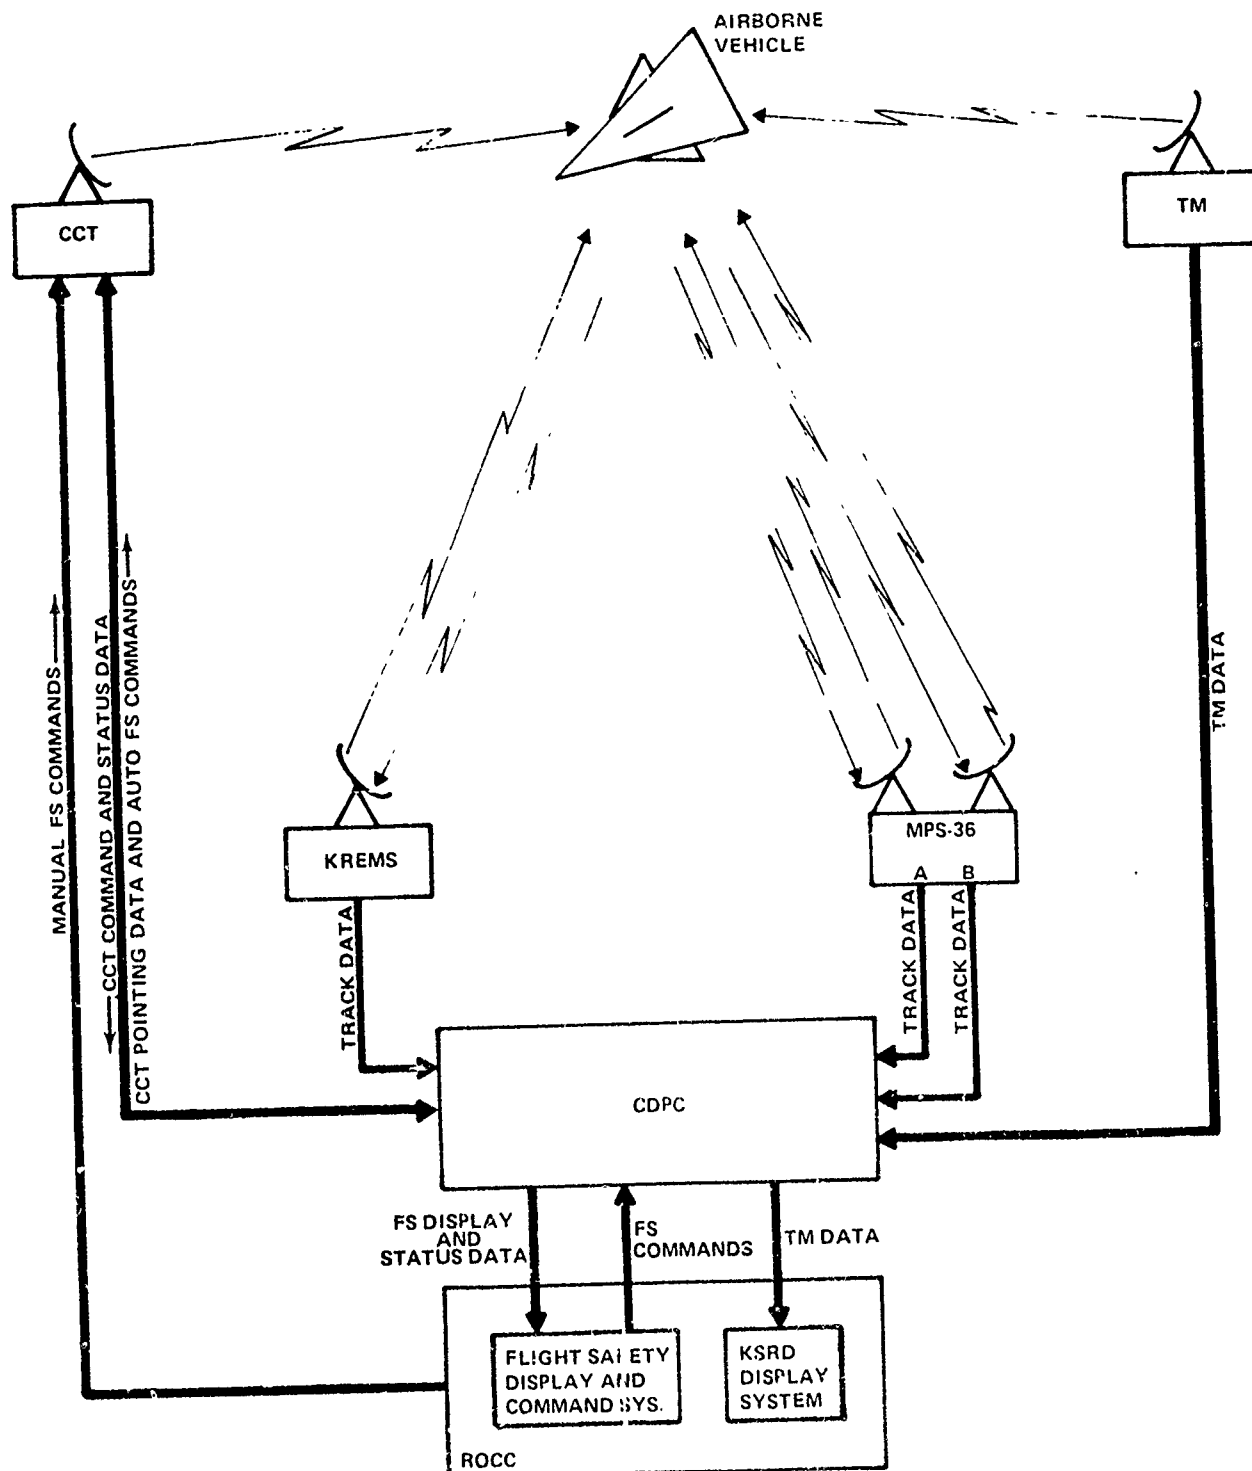 AIRBORNE
VEHICLE
CCT
TM
MANUAL FS COMMANDS
CCT COMMAND AND STATUS DATA
CCT POINTING DATA AND AUTO FS COMMANDS
TM DATA
KREMS
MPS-36
A B
TRACK DATA
TRACK DATA
TRACK DATA
CDPC
FS DISPLAY
AND
STATUS DATA
FS
COMMANDS
TM DATA
FLIGHT SAFETY
DISPLAY AND
COMMAND SYS.
KSRD
DISPLAY
SYSTEM
ROCC